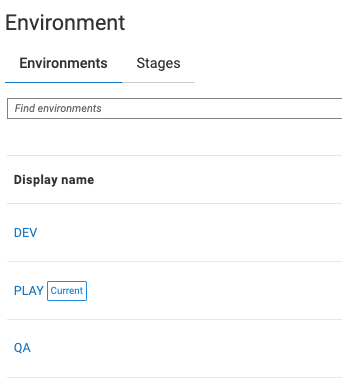 Environment
Environments Stages
Find environments
Display name
DEV
PLAY Current
QA